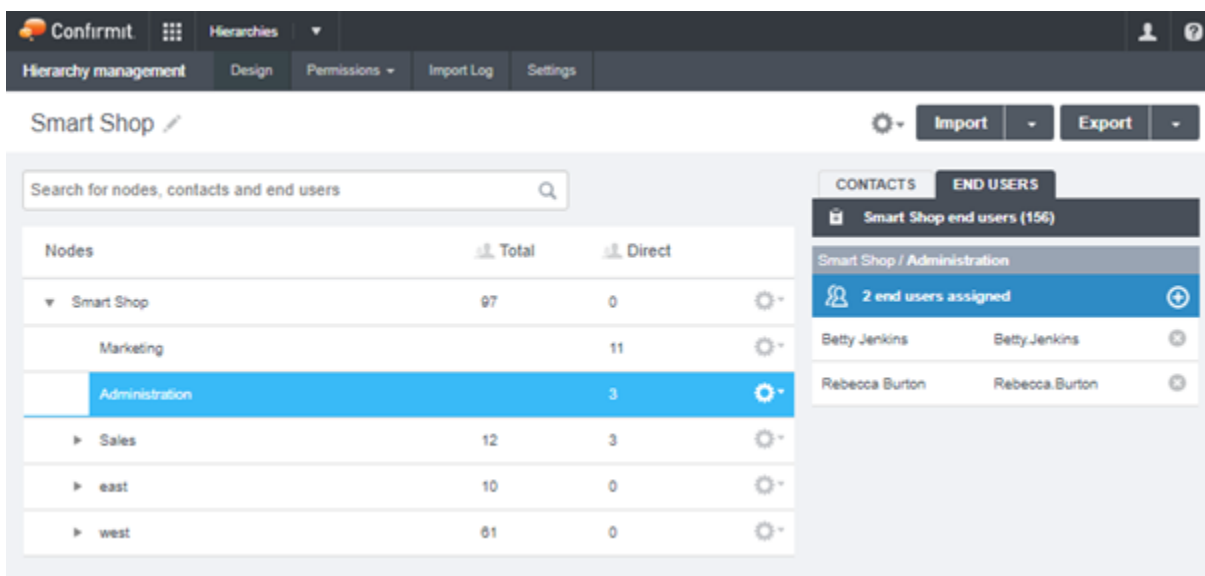 Confirmit. Hierarchies
Hierarchy management Design Permissions Import Log Settings
Smart Shop Import Export
Search for nodes, contacts and end users
CONTACTS END USERS
Smart Shop end users (156)
Nodes Total Direct
Smart Shop / Administration
2 end users assigned
Smart Shop 97 0
Betty Jenkins Betty.Jenkins
Marketing 11
Rebecca Burton Rebecca.Burton
Administration 3
Sales 12 3
east 10 0
west 61 0